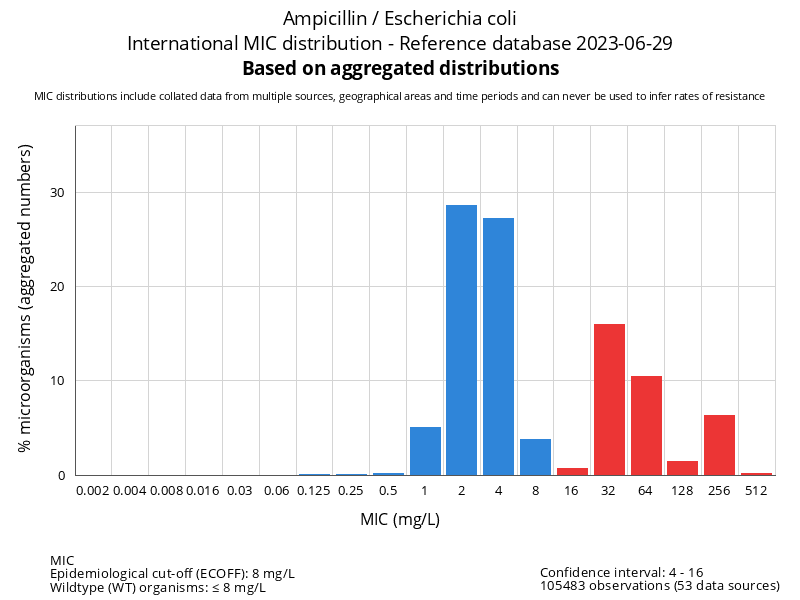 Ampicillin / Escherichia coli
International MIC distribution - Reference database 2023-06-29
Based on aggregated distributions
MIC distributions include collated data from multiple sources, geographical areas and time periods and can never be used to infer rates of resistance
% microorganisms (aggregated numbers)
30
20
10
0
0.002 0.004 0.008 0.016 0.03 0.06 0.125 0.25 0.5 1 2 4 8 16 32 64 128 256 512
MIC (mg/L)
MIC
Epidemiological cut-off (ECOFF): 8 mg/L
Wildtype (WT) organisms: ≤ 8 mg/L
Confidence interval: 4 - 16
105483 observations (53 data sources)